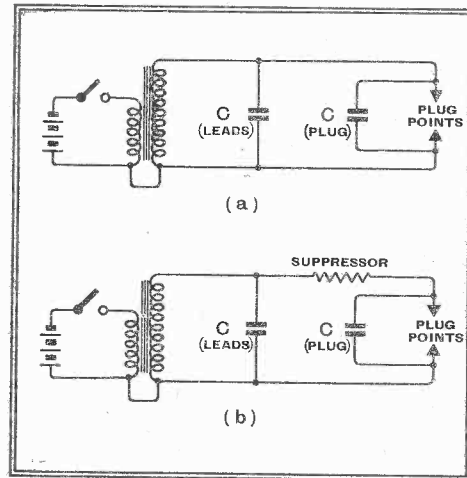 C
(LEADS)
C
(PLUG)
PLUG
POINTS
(a)
SUPPRESSOR
C
(LEADS)
C
(PLUG)
PLUG
POINTS
(b)